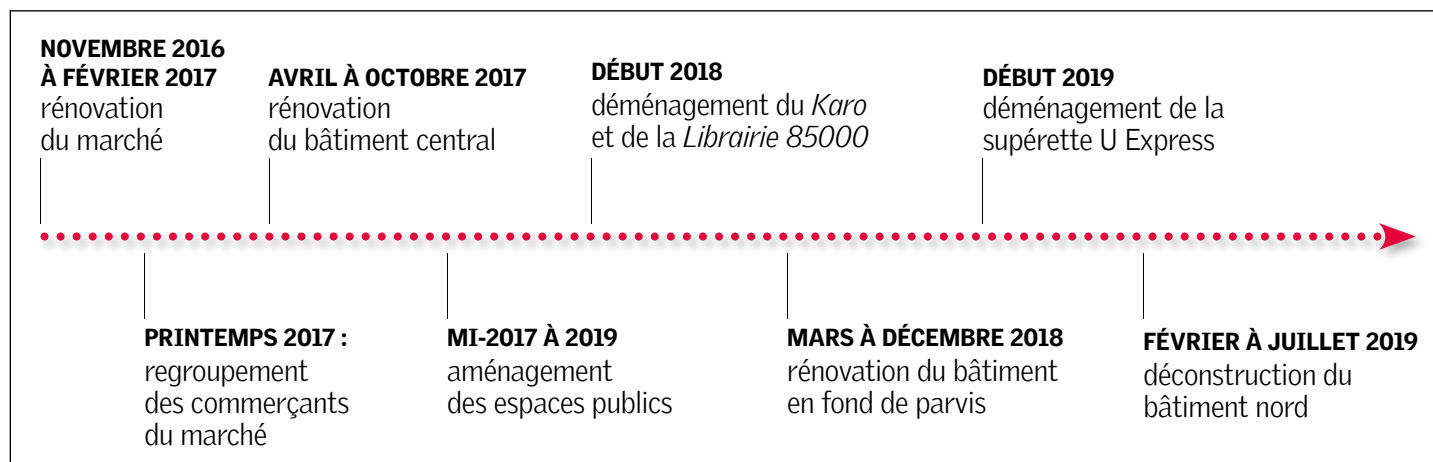 NOVEMBRE 2016
À FÉVRIER 2017
rénovation
du marché
AVRIL À OCTOBRE 2017
rénovation
du bâtiment central
DÉBUT 2018
déménagement du Karo
et de la Librairie 85000
DÉBUT 2019
déménagement de la
supérette U Express
PRINTEMPS 2017 :
regroupement
des commerçants
du marché
MI-2017 À 2019
aménagement
des espaces publics
MARS À DÉCEMBRE 2018
rénovation du bâtiment
en fond de parvis
FÉVRIER À JUILLET 2019
déconstruction du
bâtiment nord